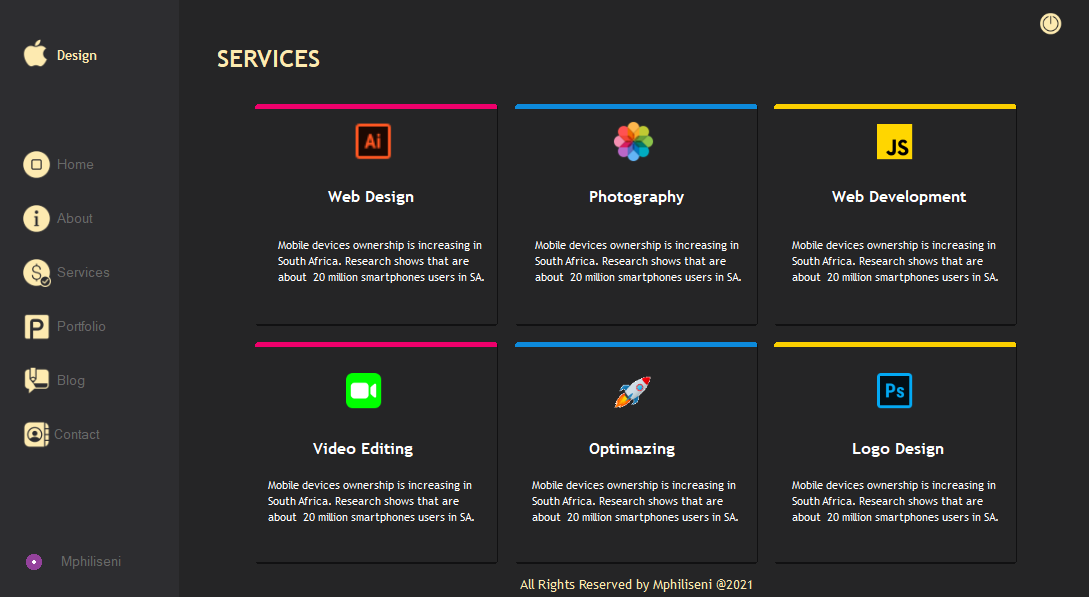 Design
SERVICES
Home
About
Services
Portfolio
Blog
Contact
Mphiliseni
Ai
Web Design
Mobile devices ownership is increasing in
South Africa. Research shows that are
about  20 million smartphones users in SA.
Photography
Mobile devices ownership is increasing in
South Africa. Research shows that are
about  20 million smartphones users in SA.
JS
Web Development
Mobile devices ownership is increasing in
South Africa. Research shows that are
about  20 million smartphones users in SA.
Video Editing
Mobile devices ownership is increasing in
South Africa. Research shows that are
about  20 million smartphones users in SA.
Optimazing
Mobile devices ownership is increasing in
South Africa. Research shows that are
about  20 million smartphones users in SA.
Ps
Logo Design
Mobile devices ownership is increasing in
South Africa. Research shows that are
about  20 million smartphones users in SA.
All Rights Reserved by Mphiliseni @2021